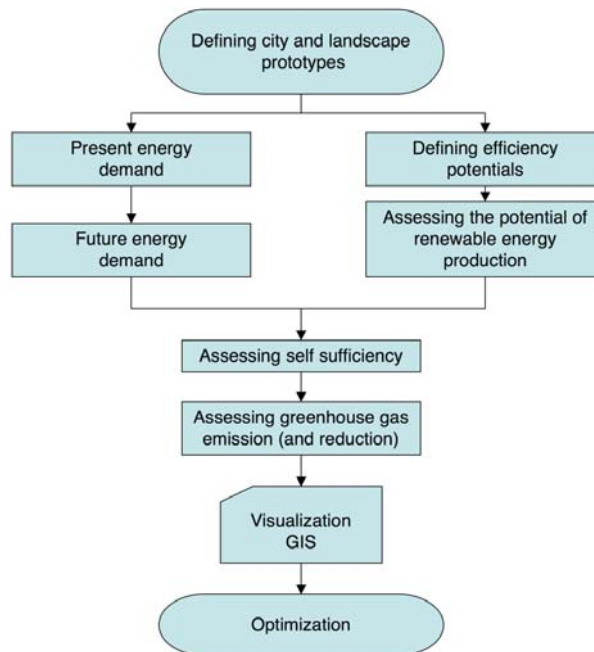 Defining city and landscape
prototypes
Present energy
demand
Defining efficiency
potentials
Future energy
demand
Assessing the potential of
renewable energy
production
Assessing self sufficiency
Assessing greenhouse gas
emission (and reduction)
Visualization
GIS
Optimization